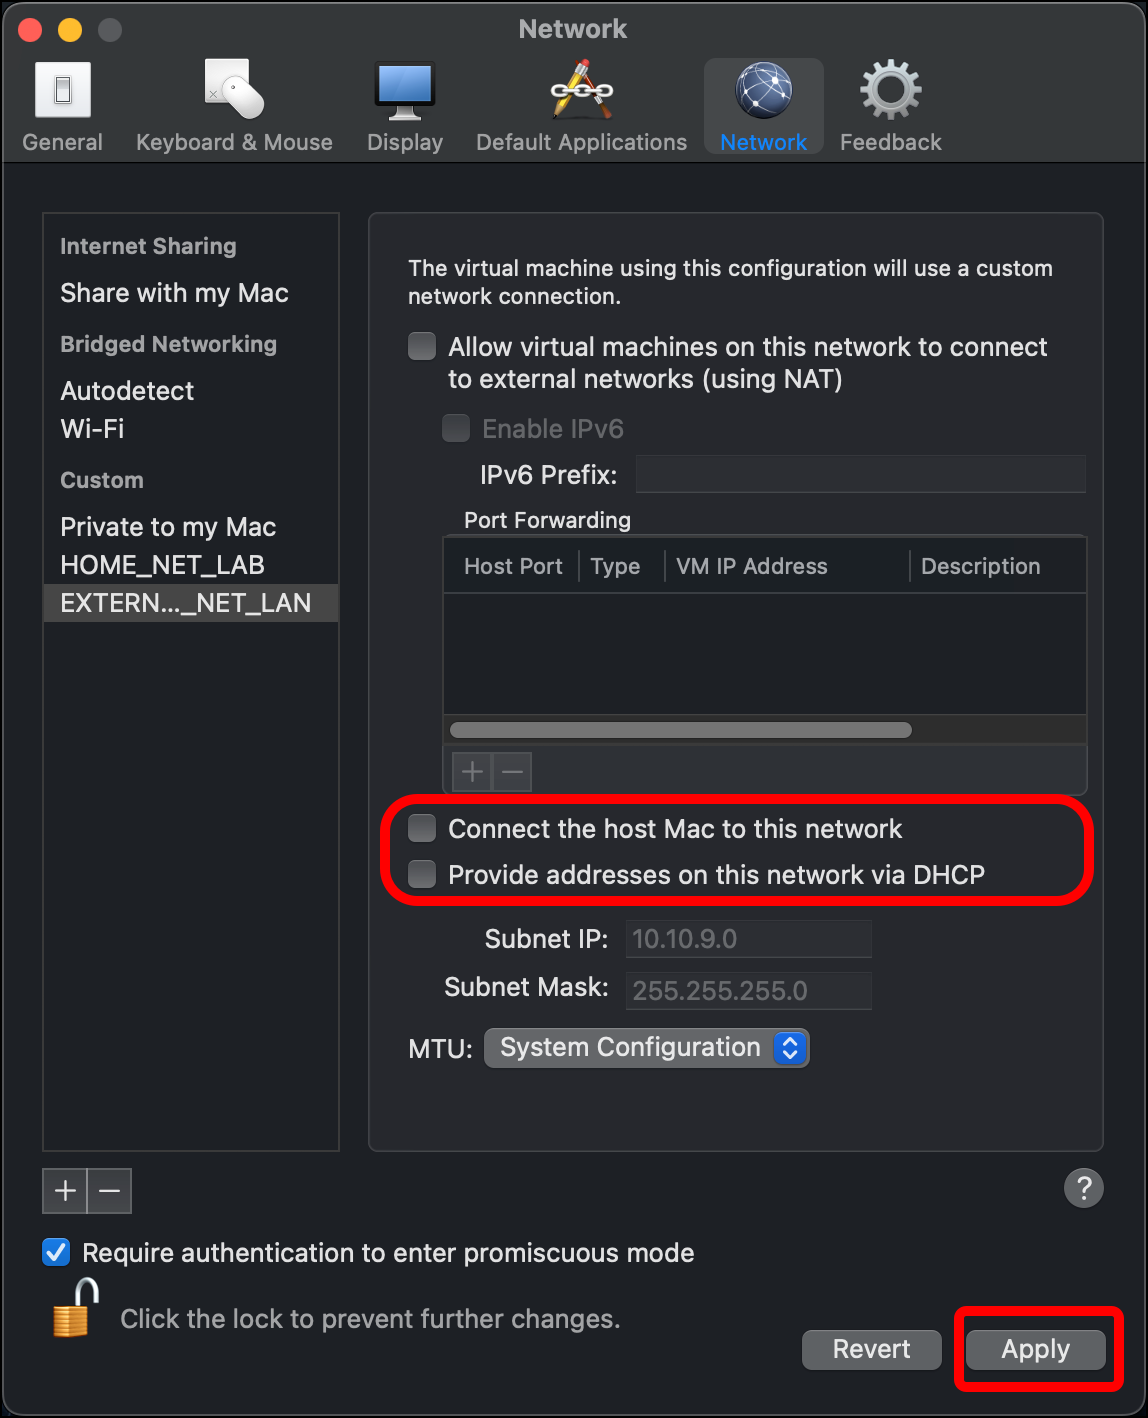 Network
General
Keyboard & Mouse
Display
Default Applications
Network
Feedback
Internet Sharing
Share with my Mac
Bridged Networking
Autodetect
Wi-Fi
Custom
Private to my Mac
HOME_NET_LAB
EXTERN..._NET_LAN
The virtual machine using this configuration will use a custom
network connection.
Allow virtual machines on this network to connect
to external networks (using NAT)
Enable IPv6
IPv6 Prefix:
Port Forwarding
Host Port
Type
VM IP Address
Description
+ −
Connect the host Mac to this network
Provide addresses on this network via DHCP
Subnet IP: 10.10.9.0
Subnet Mask: 255.255.255.0
MTU: System Configuration
+ −
?
Require authentication to enter promiscuous mode
Click the lock to prevent further changes.
Revert
Apply